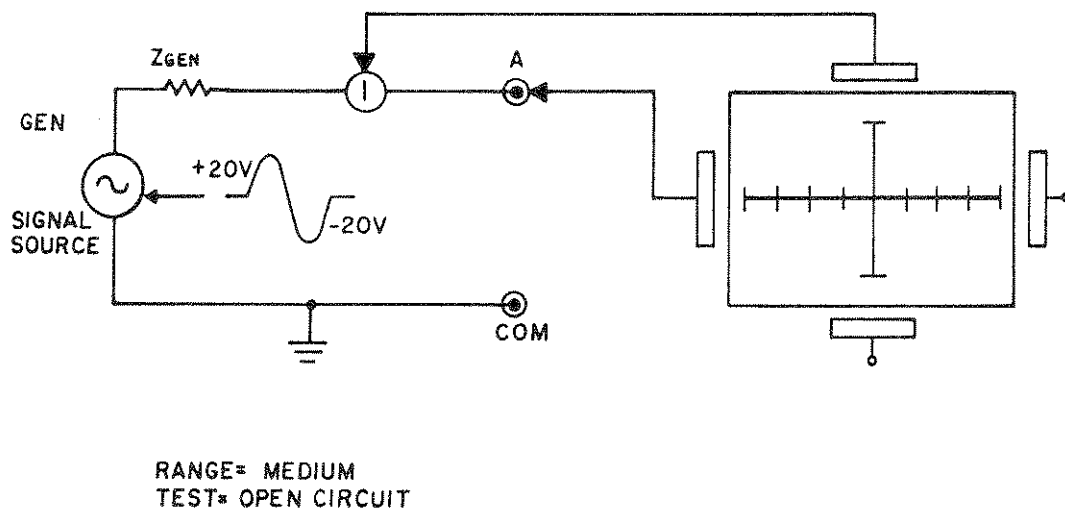 ZGEN
I
A
GEN
+20V
-20V
SIGNAL
SOURCE
COM
RANGE= MEDIUM
TEST= OPEN CIRCUIT